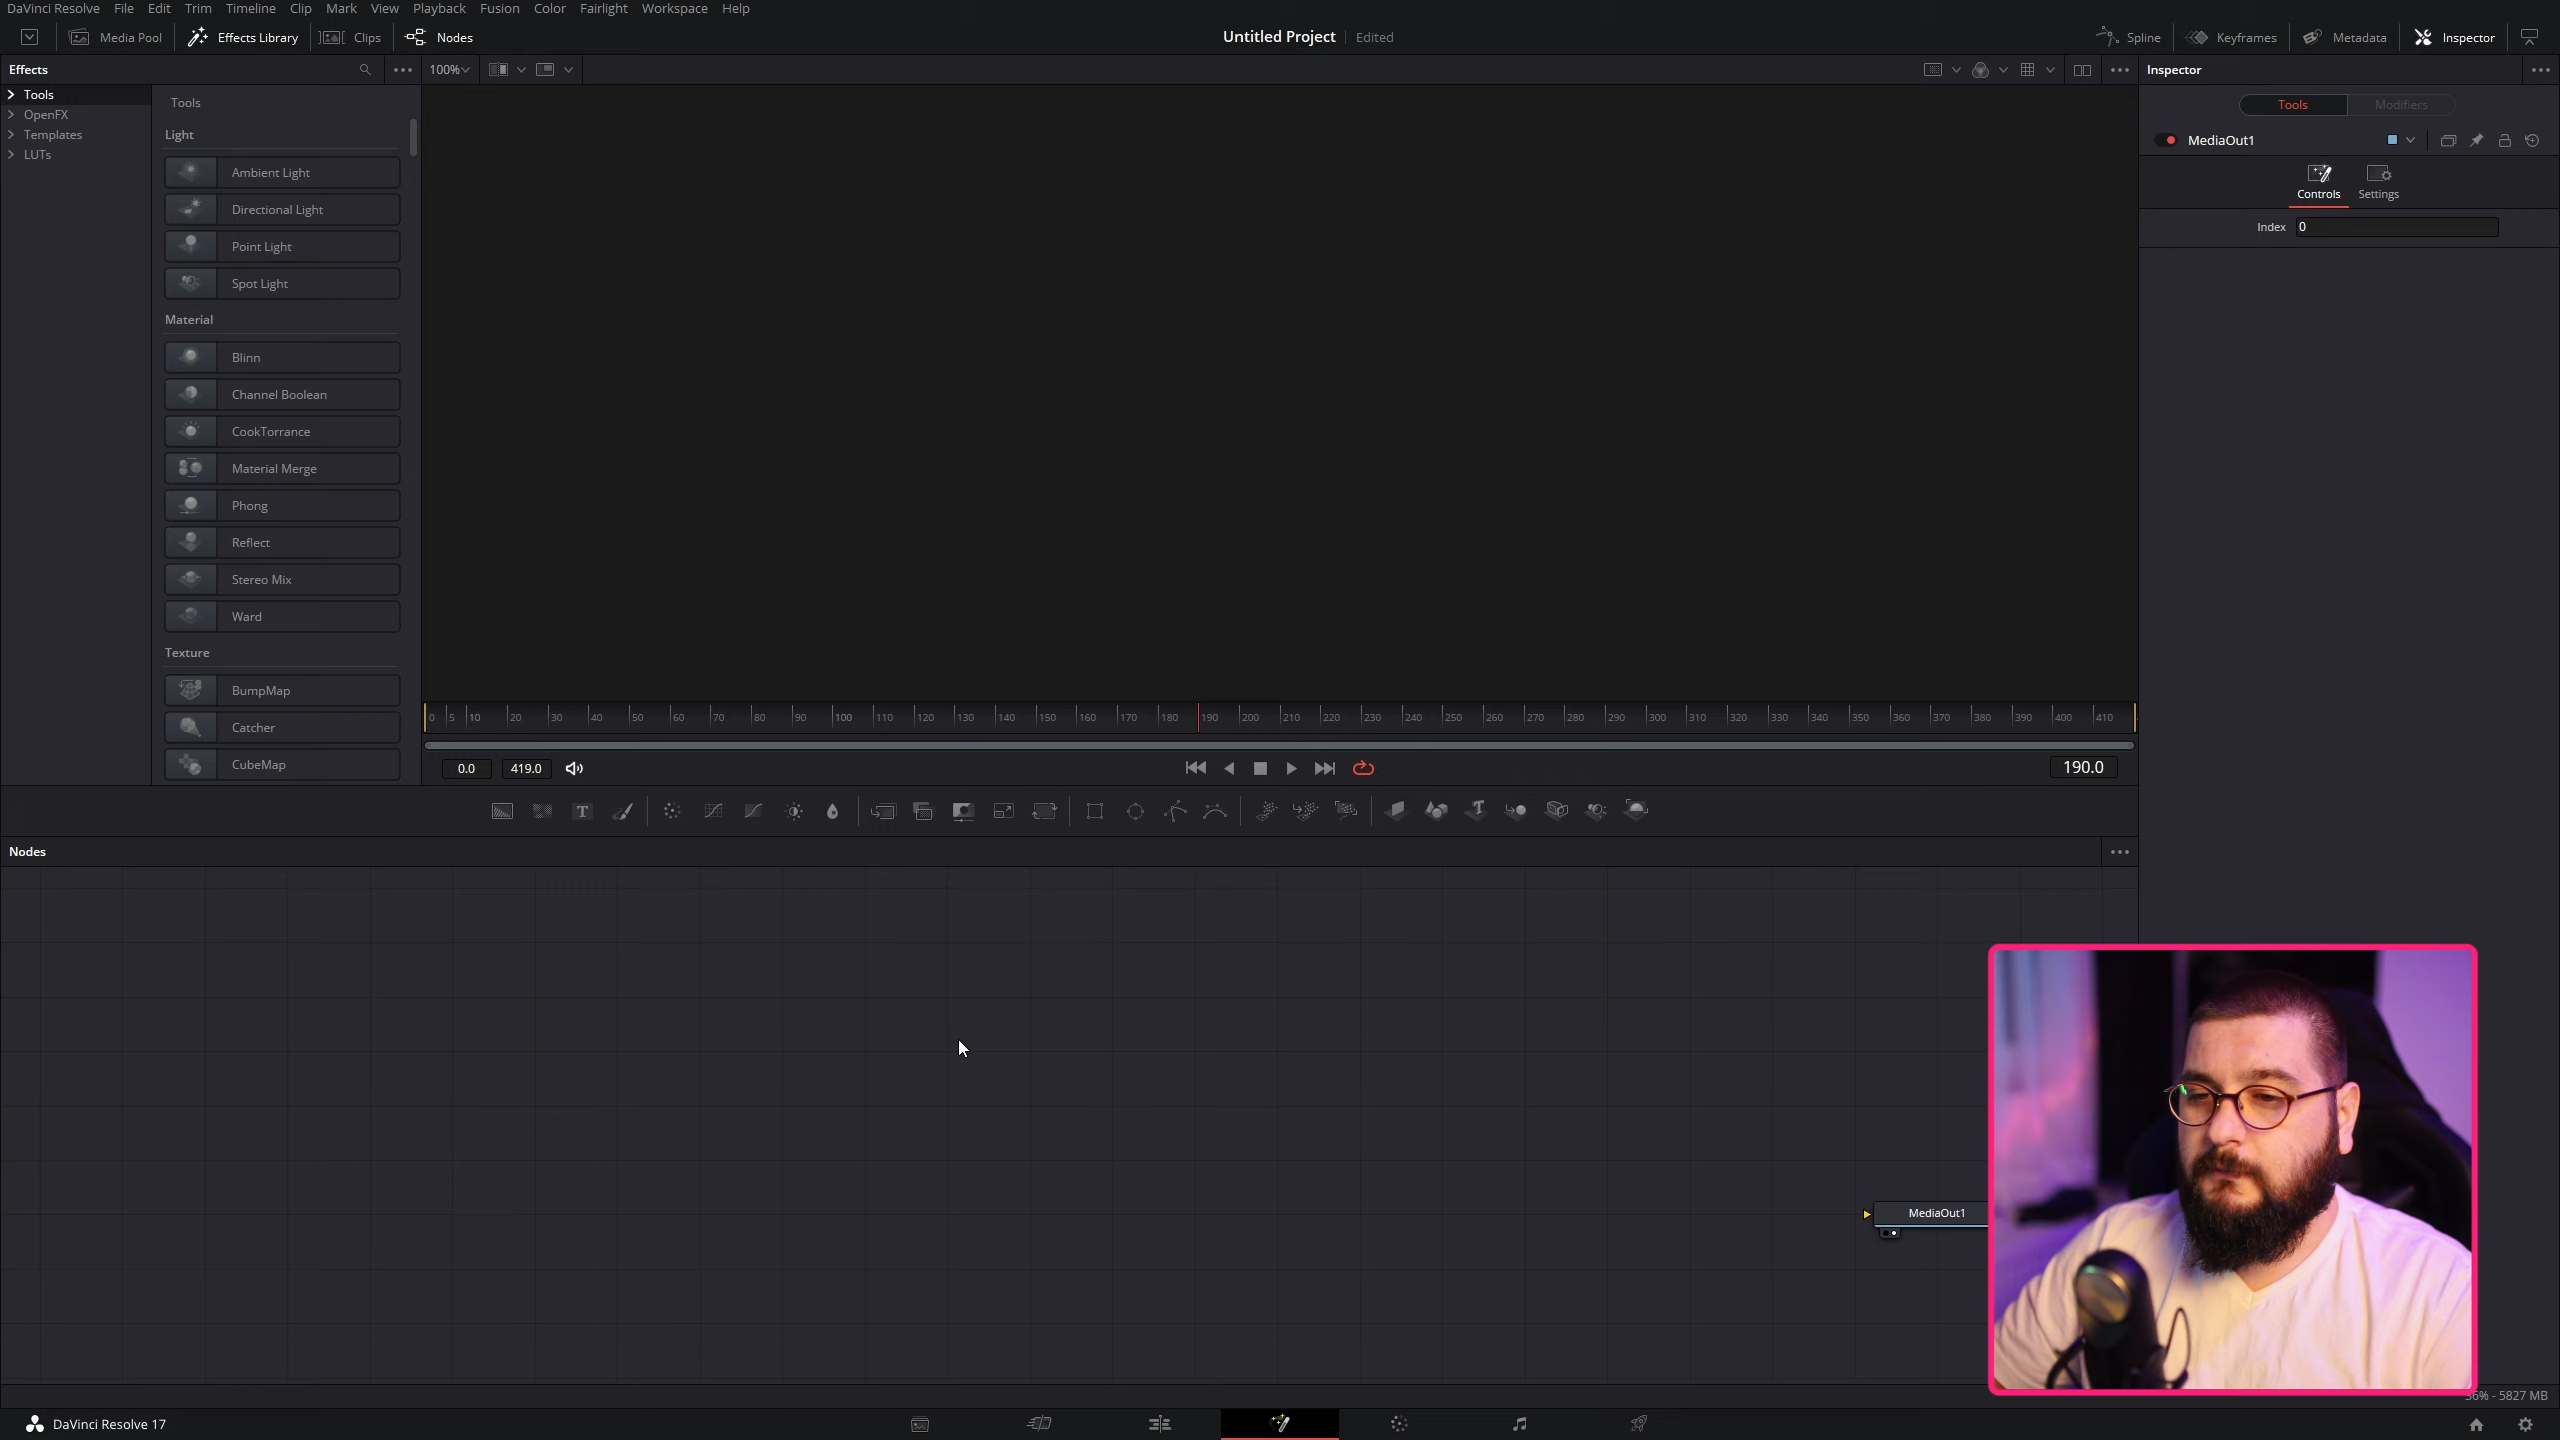 DaVinci Resolve File Edit Trim Timeline Clip Mark View Playback Fusion Color Fairlight Workspace Help
Media Pool Effects Library Clips Nodes Untitled Project Edited Spline Keyframes Metadata Inspector
Effects 100% Inspector
Tools
OpenFX
Templates
LUTs
Tools
Light
Ambient Light
Directional Light
Point Light
Spot Light
Material
Blinn
Channel Boolean
CookTorrance
Material Merge
Phong
Reflect
Stereo Mix
Ward
Texture
BumpMap
Catcher
CubeMap
Tools Modifiers
MediaOut1
Controls Settings
Index 0
0 5 10 20 30 40 50 60 70 80 90 100 110 120 130 140 150 160 170 180 190 200 210 220 230 240 250 260 270 280 290 300 310 320 330 340 350 360 370 380 390 400 410
0.0 419.0 190.0
Nodes
MediaOut1
36% - 5827 MB
DaVinci Resolve 17